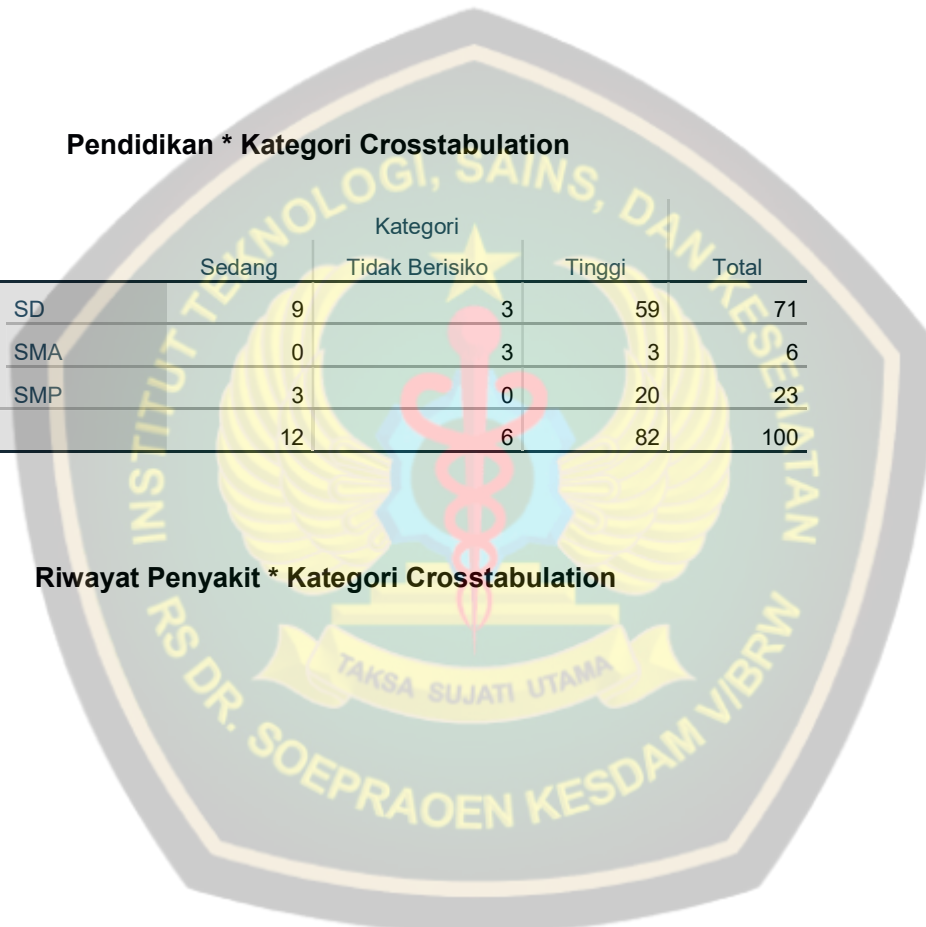 Pendidikan * Kategori Crosstabulation
Kategori
Sedang Tidak Berisiko Tinggi Total
SD 9 3 59 71
SMA 0 3 3 6
SMP 3 0 20 23
12 6 82 100
Riwayat Penyakit * Kategori Crosstabulation
INSTITUT TEKNOLOGI, SAINS, DAN KESEHATAN
TAKSA SUJATI UTAMA
RS DR. SOEPRAOEN KESDAM V/BRW